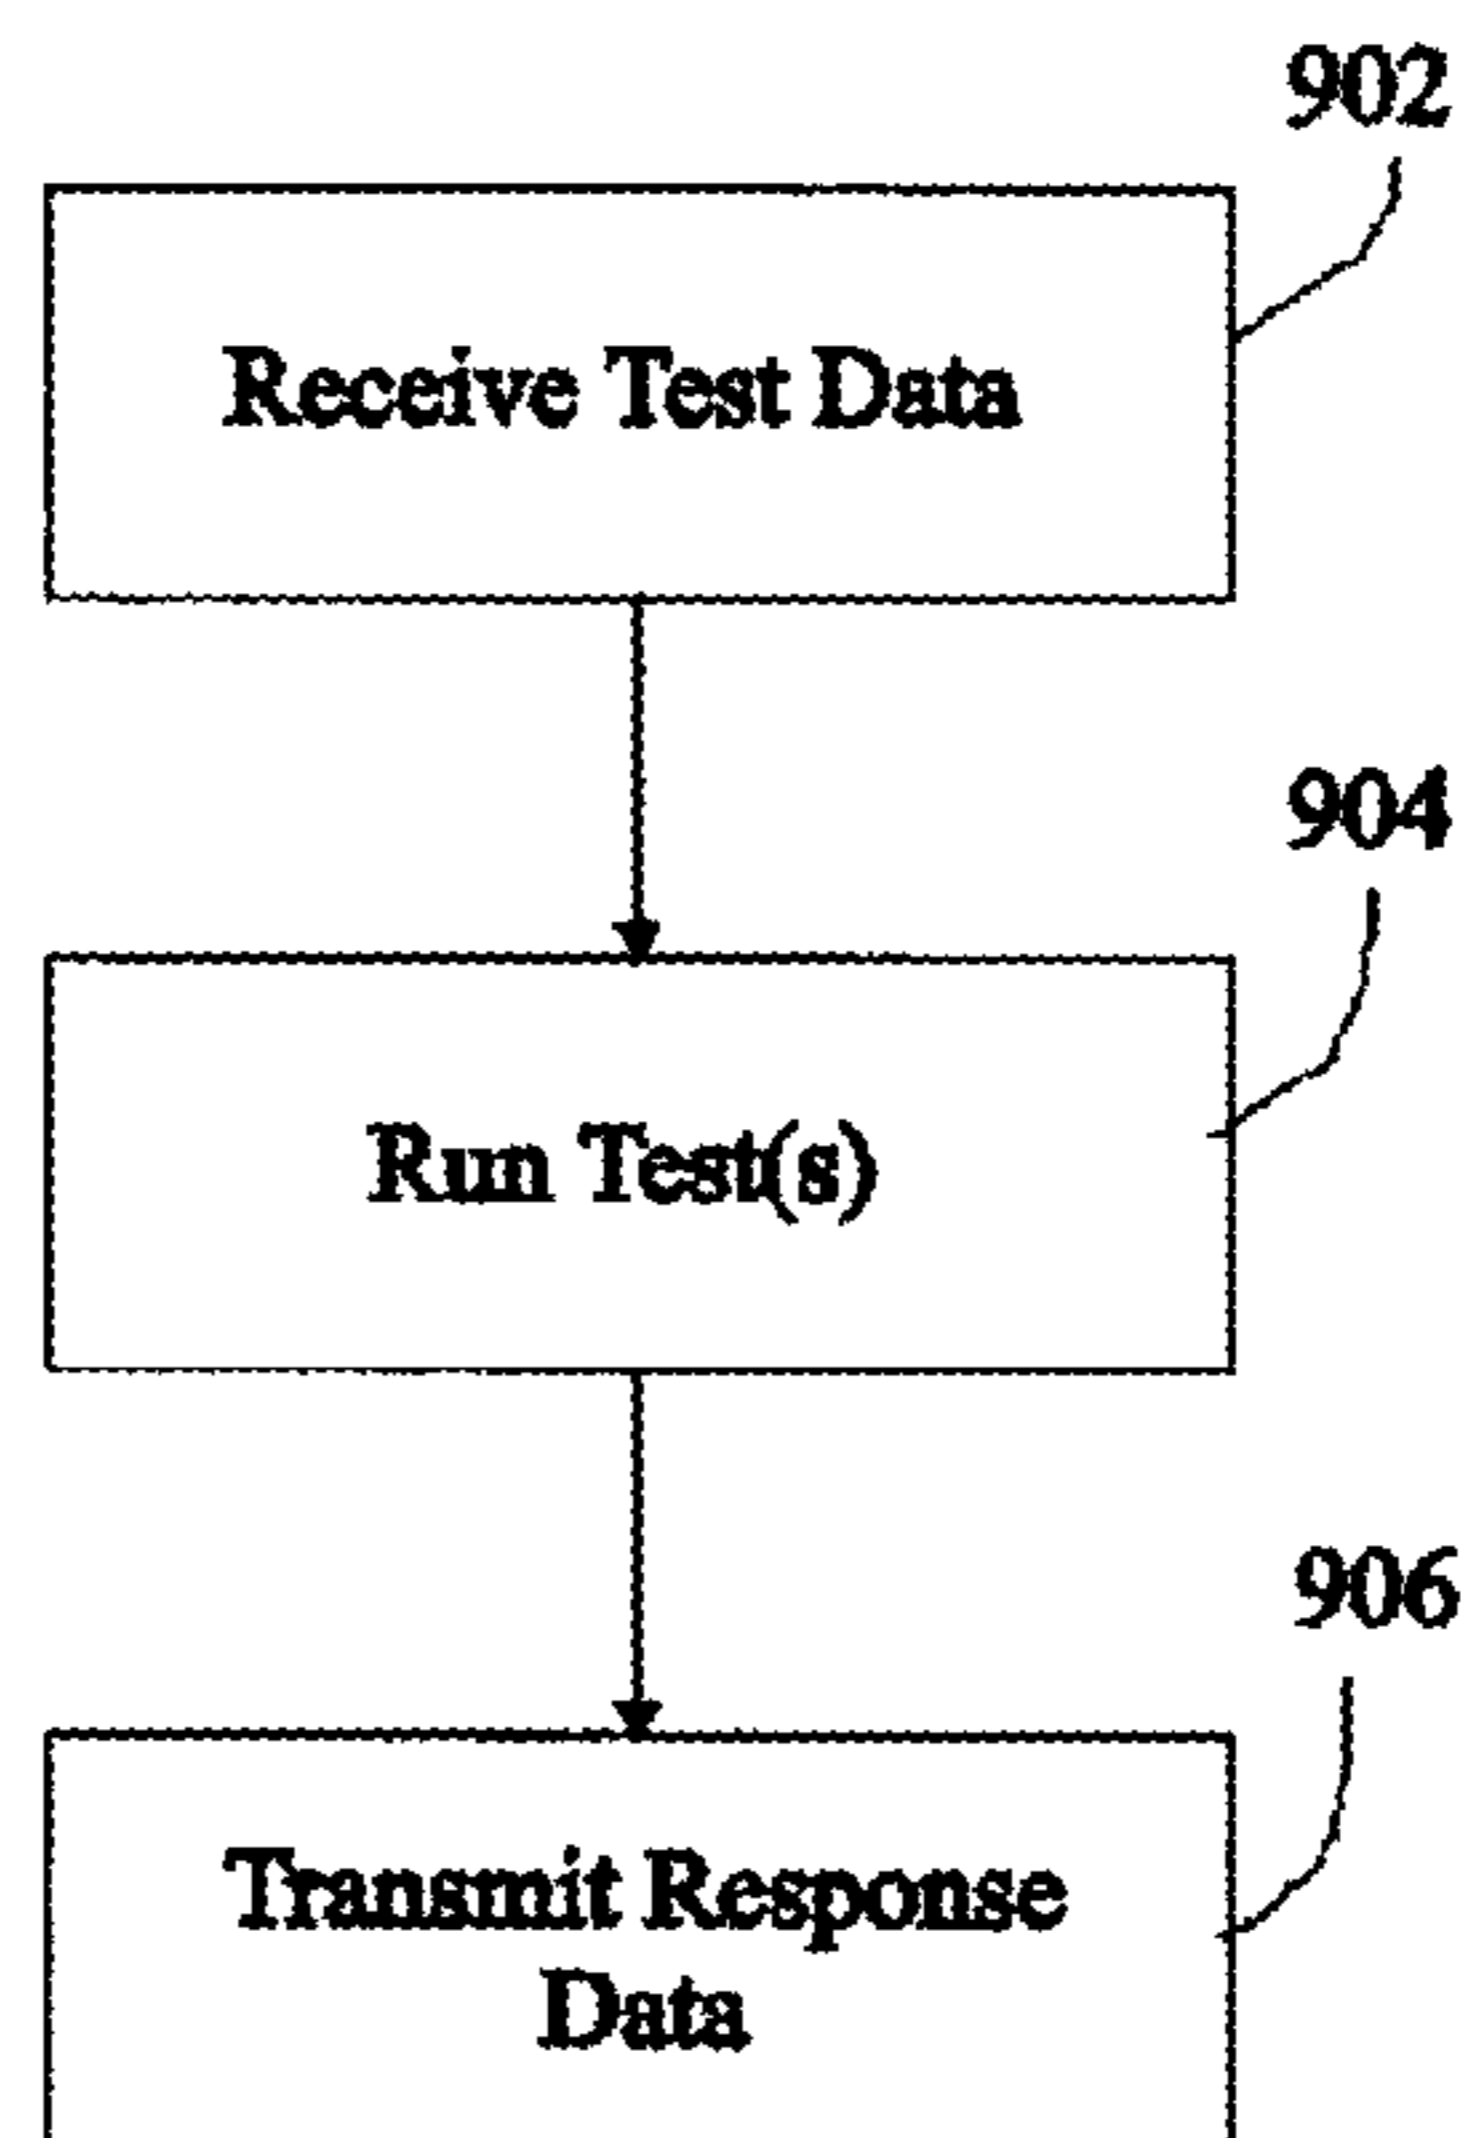 902
Receive Test Data
904
Run Test(s)
906
Transmit Response
Data